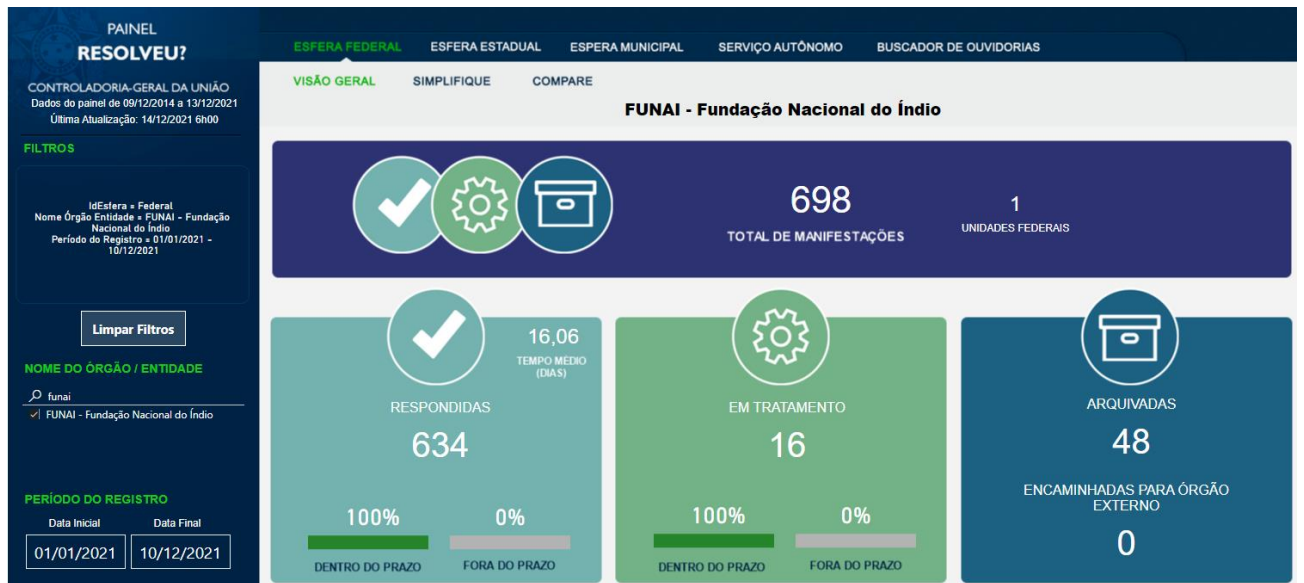 PAINEL
RESOLVEU?
CONTROLADORIA-GERAL DA UNIÃO
Dados do painel de 09/12/2014 a 13/12/2021
Última Atualização: 14/12/2021 6h00
FILTROS
IdEsfera = Federal
Nome Órgão Entidade = FUNAI - Fundação
Nacional do Índio
Período do Registro = 01/01/2021 -
10/12/2021
Limpar Filtros
NOME DO ÓRGÃO / ENTIDADE
funai
FUNAI - Fundação Nacional do Índio
PERÍODO DO REGISTRO
Data Inicial Data Final
01/01/2021 10/12/2021
ESFERA FEDERAL ESFERA ESTADUAL ESPERA MUNICIPAL SERVIÇO AUTÔNOMO BUSCADOR DE OUVIDORIAS
VISÃO GERAL SIMPLIFIQUE COMPARE
FUNAI - Fundação Nacional do Índio
698
TOTAL DE MANIFESTAÇÕES
1
UNIDADES FEDERAIS
16,06
TEMPO MÉDIO
(DIAS)
RESPONDIDAS
634
100% 0%
DENTRO DO PRAZO FORA DO PRAZO
EM TRATAMENTO
16
100% 0%
DENTRO DO PRAZO FORA DO PRAZO
ARQUIVADAS
48
ENCAMINHADAS PARA ÓRGÃO
EXTERNO
0